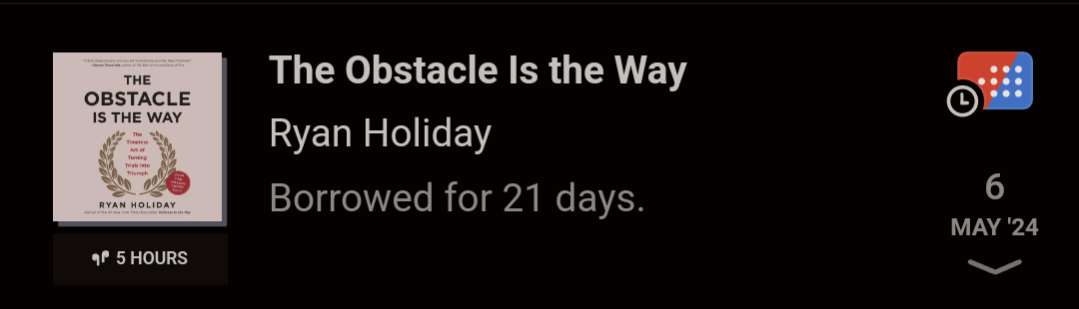 THE
OBSTACLE
IS THE WAY
The
Timeless
Art of
Turning
Trials into
Triumph
RYAN HOLIDAY
5 HOURS
The Obstacle Is the Way
Ryan Holiday
Borrowed for 21 days.
6
MAY '24